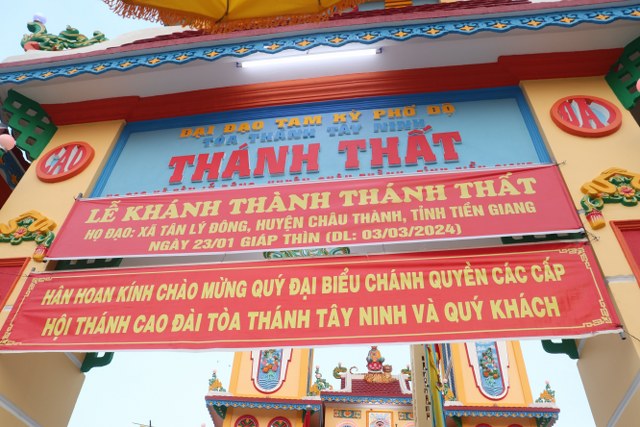 ĐẠI ĐẠO TAM KỲ PHỔ ĐỘ
TÒA THÁNH TÂY NINH
THÁNH THẤT
CAO
ĐÀI
LỄ KHÁNH THÀNH THÁNH THẤT
HỌ ĐẠO: XÃ TÂN LÝ ĐÔNG, HUYỆN CHÂU THÀNH, TỈNH TIỀN GIANG
NGÀY 23/01 GIÁP THÌN (DL: 03/03/2024)
HÂN HOAN KÍNH CHÀO MỪNG QUÝ ĐẠI BIỂU CHÁNH QUYỀN CÁC CẤP
HỘI THÁNH CAO ĐÀI TÒA THÁNH TÂY NINH VÀ QUÝ KHÁCH